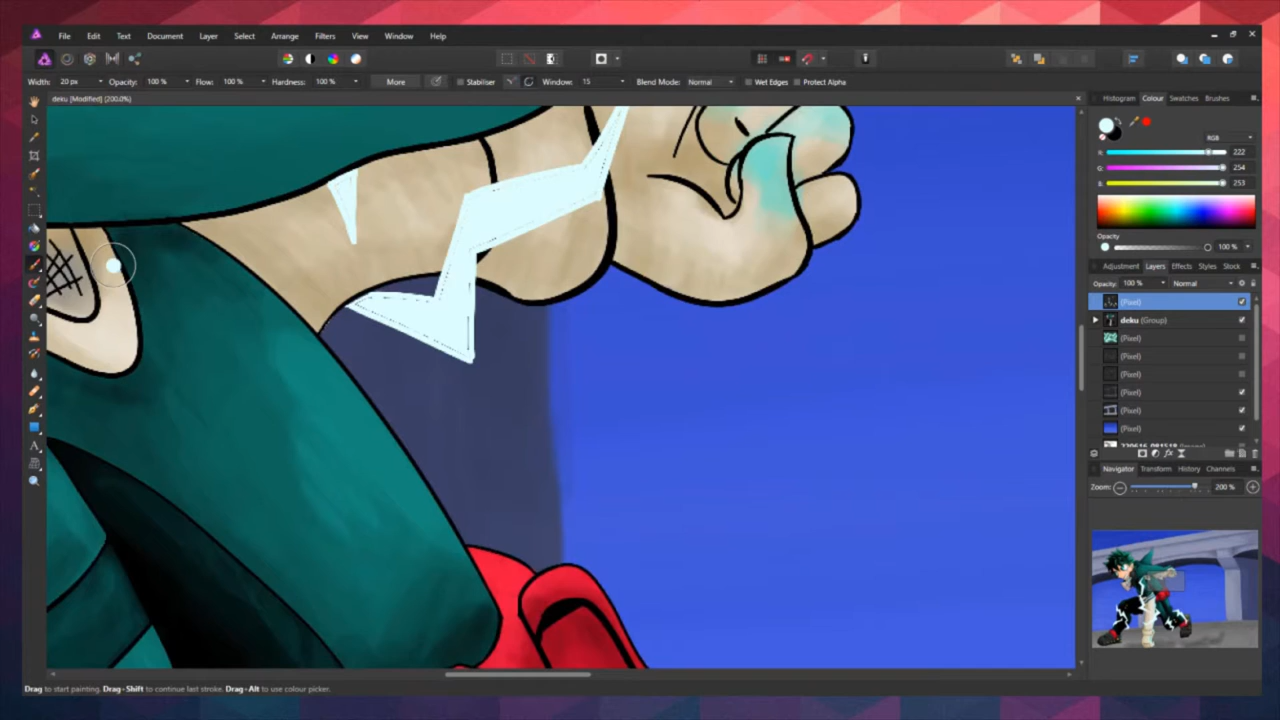 File Edit Text Document Layer Select Arrange Filters View Window Help
Width: 20 px Opacity: 100 % Flow: 100 % Hardness: 100 % More Stabiliser Window: 15 Blend Mode: Normal Wet Edges Protect Alpha
deku [Modified] (200.0%)
Histogram Colour Swatches Brushes
RGB
R: 222
G: 254
B: 253
Opacity
100 %
Adjustment Layers Effects Styles Stock
Opacity: 100 % Normal
(Pixel)
deku (Group)
(Pixel)
(Pixel)
(Pixel)
(Pixel)
(Pixel)
(Pixel)
Navigator Transform History Channels
Zoom: 200 %
Drag to start painting. Drag+Shift to continue last stroke. Drag+Alt to use colour picker.